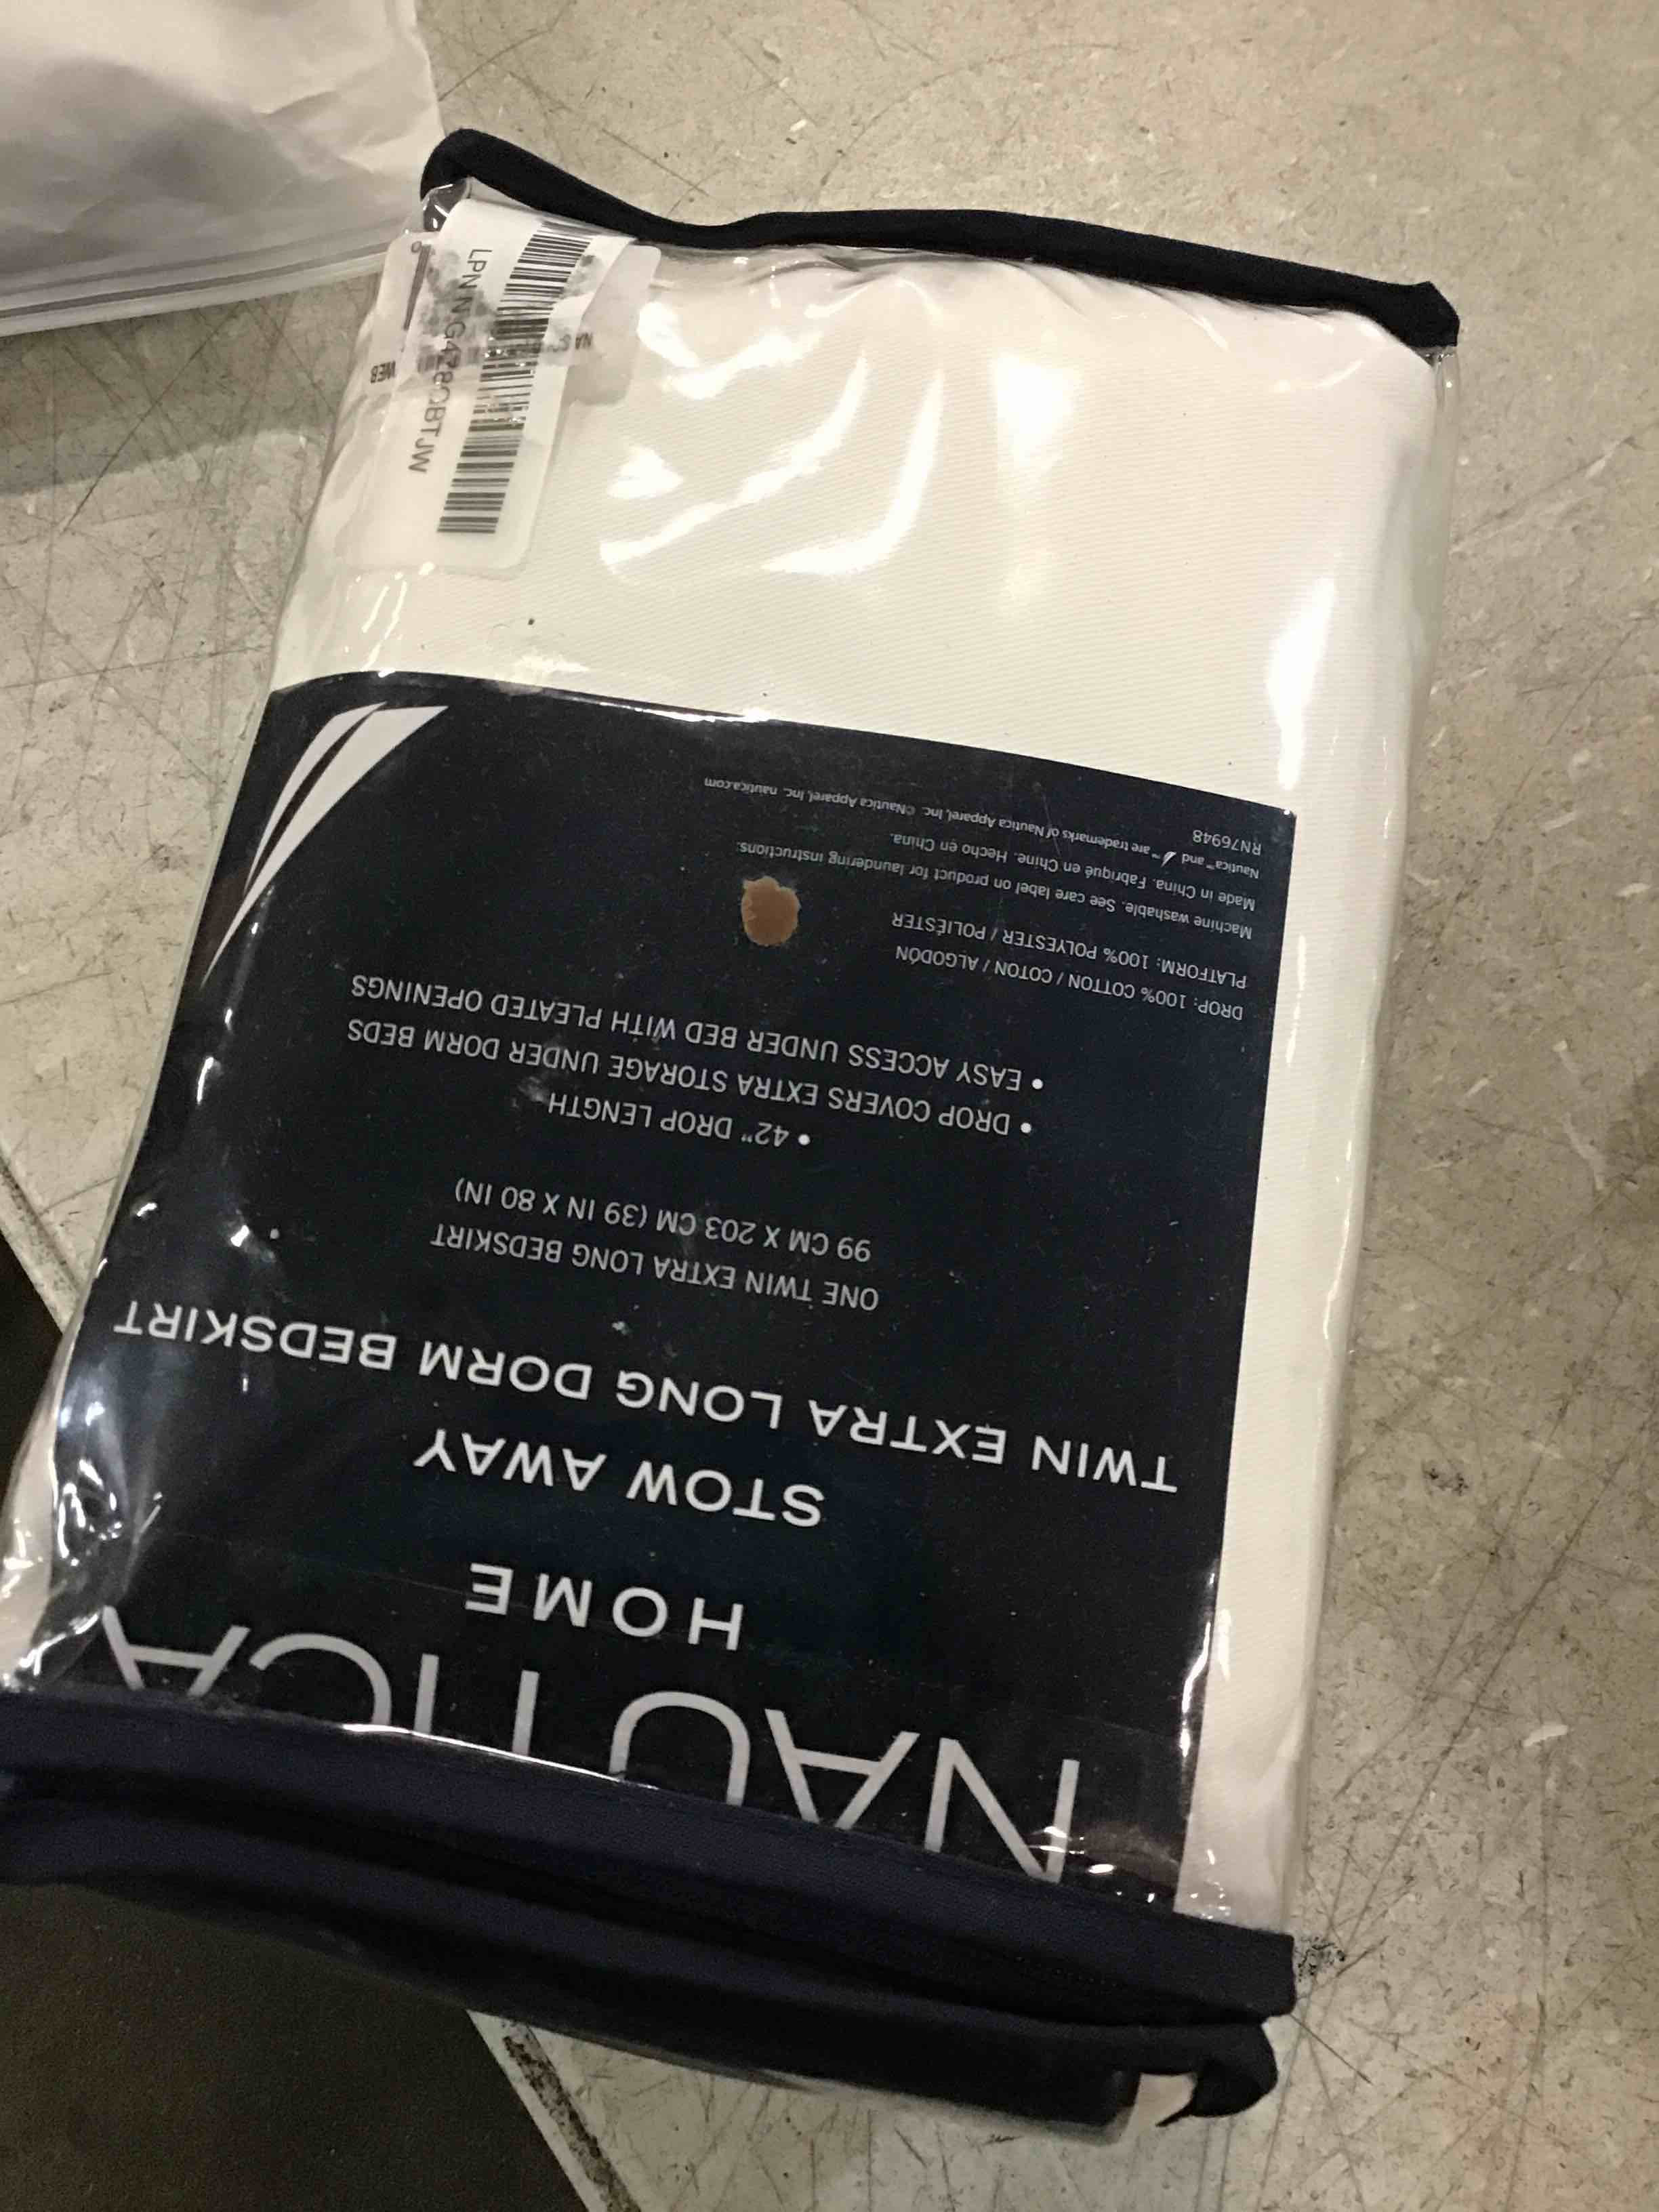 NAUTICA
HOME
STOW AWAY
TWIN EXTRA LONG DORM BEDSKIRT
ONE TWIN EXTRA LONG BEDSKIRT
99 CM X 203 CM (39 IN X 80 IN)
• 42" DROP LENGTH
• DROP COVERS EXTRA STORAGE UNDER DORM BEDS
• EASY ACCESS UNDER BED WITH PLEATED OPENINGS
DROP: 100% COTTON / COTON / ALGODÓN
PLATFORM: 100% POLYESTER / POLIÉSTER
Machine washable. See care label on product for laundering instructions.
Made in China. Fabriqué en Chine. Hecho en China.
Nautica™ and ™ are trademarks of Nautica Apparel, Inc. ©Nautica Apparel, Inc. nautica.com
RN76948
WEB